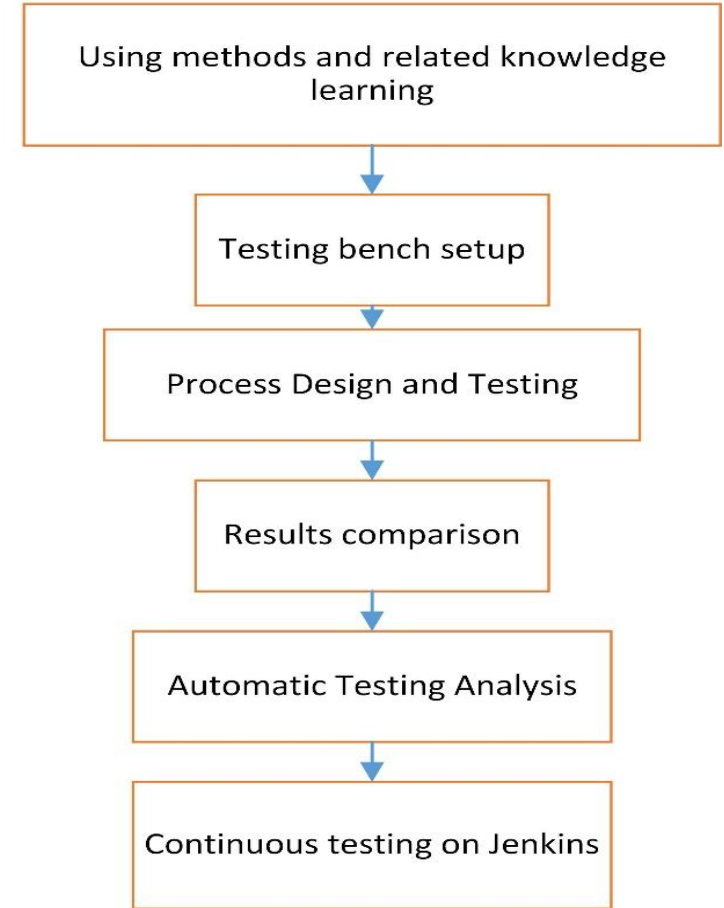 Using methods and related knowledge
learning
Testing bench setup
Process Design and Testing
Results comparison
Automatic Testing Analysis
Continuous testing on Jenkins